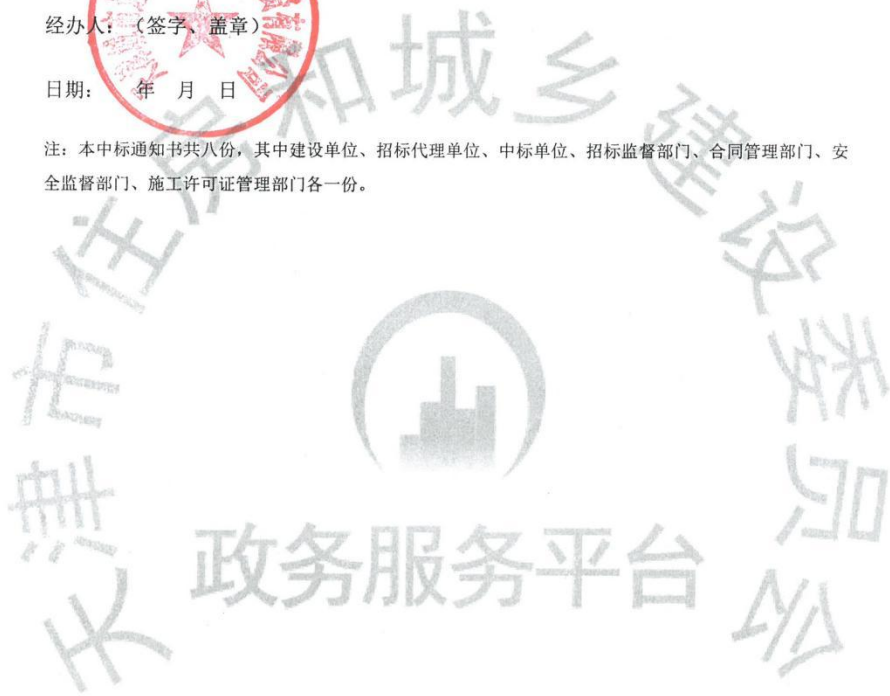 经办人：（签字、盖章）
日期：　　年　月　日
注：本中标通知书共八份，其中建设单位、招标代理单位、中标单位、招标监督部门、合同管理部门、安
全监督部门、施工许可证管理部门各一份。
天津市住房和城乡建设委员会
政务服务平台